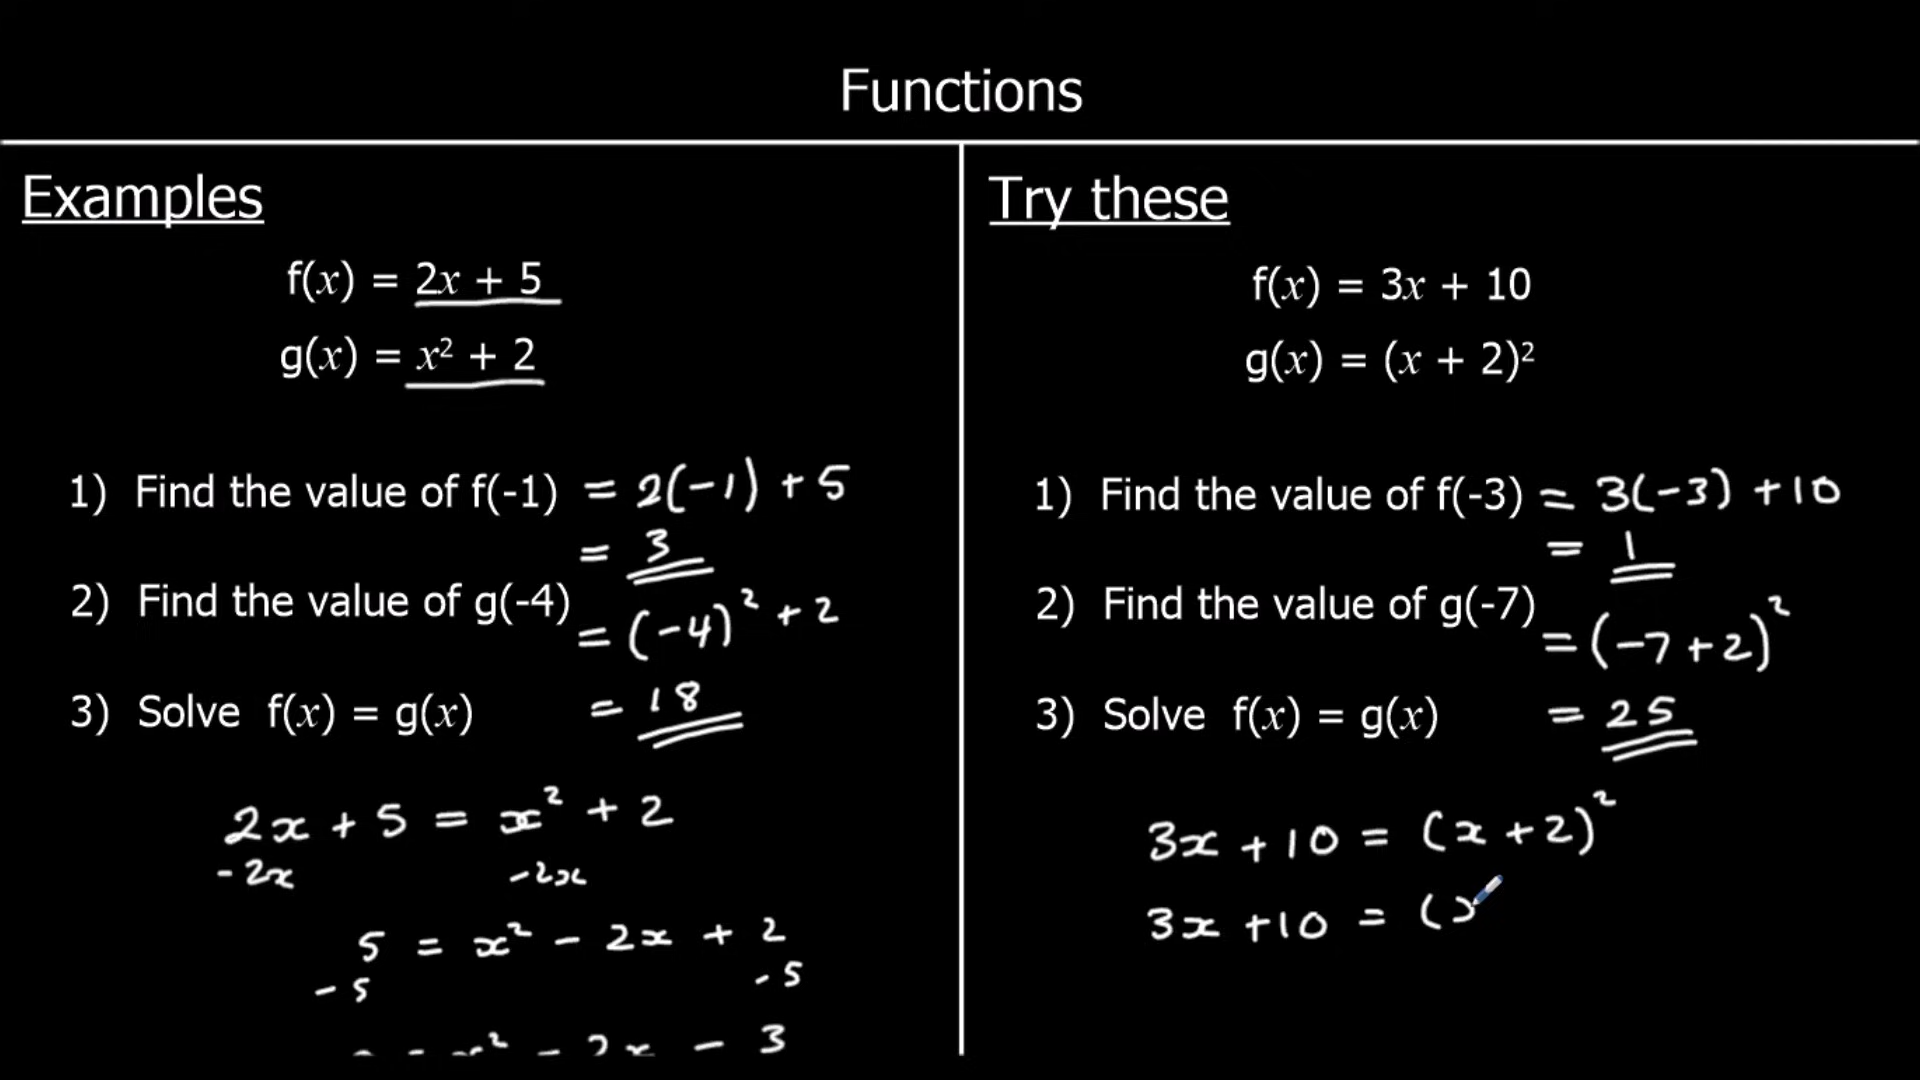 Functions
Examples
f(x) = 2x + 5
g(x) = x² + 2
1) Find the value of f(-1) = 2(-1) + 5
= 3
2) Find the value of g(-4)
= (-4)² + 2
3) Solve f(x) = g(x) = 18
2x + 5 = x² + 2
-2x -2x
5 = x² - 2x + 2
-5 -5
x² - 2x - 3
Try these
f(x) = 3x + 10
g(x) = (x + 2)²
1) Find the value of f(-3) = 3(-3) + 10
= 1
2) Find the value of g(-7)
= (-7 + 2)²
3) Solve f(x) = g(x) = 25
3x + 10 = (x + 2)²
3x + 10 = (